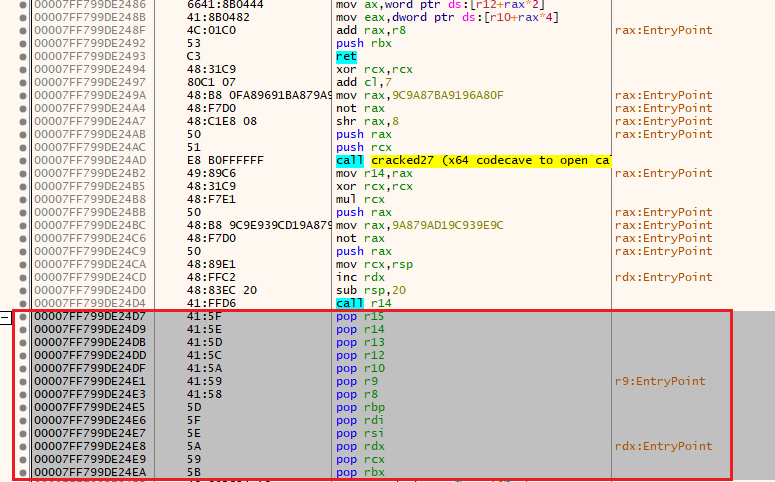 00007FF799DE2486 6641:8B0444 mov ax,word ptr ds:[r12+rax*2]
00007FF799DE248B 41:8B0482 mov eax,dword ptr ds:[r10+rax*4]
00007FF799DE248F 4C:01C0 add rax,r8 rax:EntryPoint
00007FF799DE2492 53 push rbx
00007FF799DE2493 C3 ret
00007FF799DE2494 48:31C9 xor rcx,rcx
00007FF799DE2497 80C1 07 add cl,7
00007FF799DE249A 48:B8 0FA89691BA879A9 mov rax,9C9A87BA9196A80F rax:EntryPoint
00007FF799DE24A4 48:F7D0 not rax rax:EntryPoint
00007FF799DE24A7 48:C1E8 08 shr rax,8 rax:EntryPoint
00007FF799DE24AB 50 push rax rax:EntryPoint
00007FF799DE24AC 51 push rcx
00007FF799DE24AD E8 B0FFFFFF call cracked27 (x64 codecave to open ca
00007FF799DE24B2 49:89C6 mov r14,rax rax:EntryPoint
00007FF799DE24B5 48:31C9 xor rcx,rcx
00007FF799DE24B8 48:F7E1 mul rcx
00007FF799DE24BB 50 push rax rax:EntryPoint
00007FF799DE24BC 48:B8 9C9E939CD19A879 mov rax,9A879AD19C939E9C rax:EntryPoint
00007FF799DE24C6 48:F7D0 not rax rax:EntryPoint
00007FF799DE24C9 50 push rax rax:EntryPoint
00007FF799DE24CA 48:89E1 mov rcx,rsp
00007FF799DE24CD 48:FFC2 inc rdx rdx:EntryPoint
00007FF799DE24D0 48:83EC 20 sub rsp,20
00007FF799DE24D4 41:FFD6 call r14
00007FF799DE24D7 41:5F pop r15
00007FF799DE24D9 41:5E pop r14
00007FF799DE24DB 41:5D pop r13
00007FF799DE24DD 41:5C pop r12
00007FF799DE24DF 41:5A pop r10
00007FF799DE24E1 41:59 pop r9 r9:EntryPoint
00007FF799DE24E3 41:58 pop r8
00007FF799DE24E5 5D pop rbp
00007FF799DE24E6 5F pop rdi
00007FF799DE24E7 5E pop rsi
00007FF799DE24E8 5A pop rdx rdx:EntryPoint
00007FF799DE24E9 59 pop rcx
00007FF799DE24EA 5B pop rbx